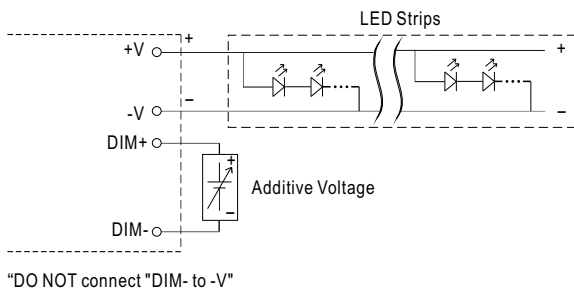 LED Strips
+V
+
+
-V
–
–
DIM+
+
Additive Voltage
–
DIM-
“DO NOT connect "DIM- to -V"